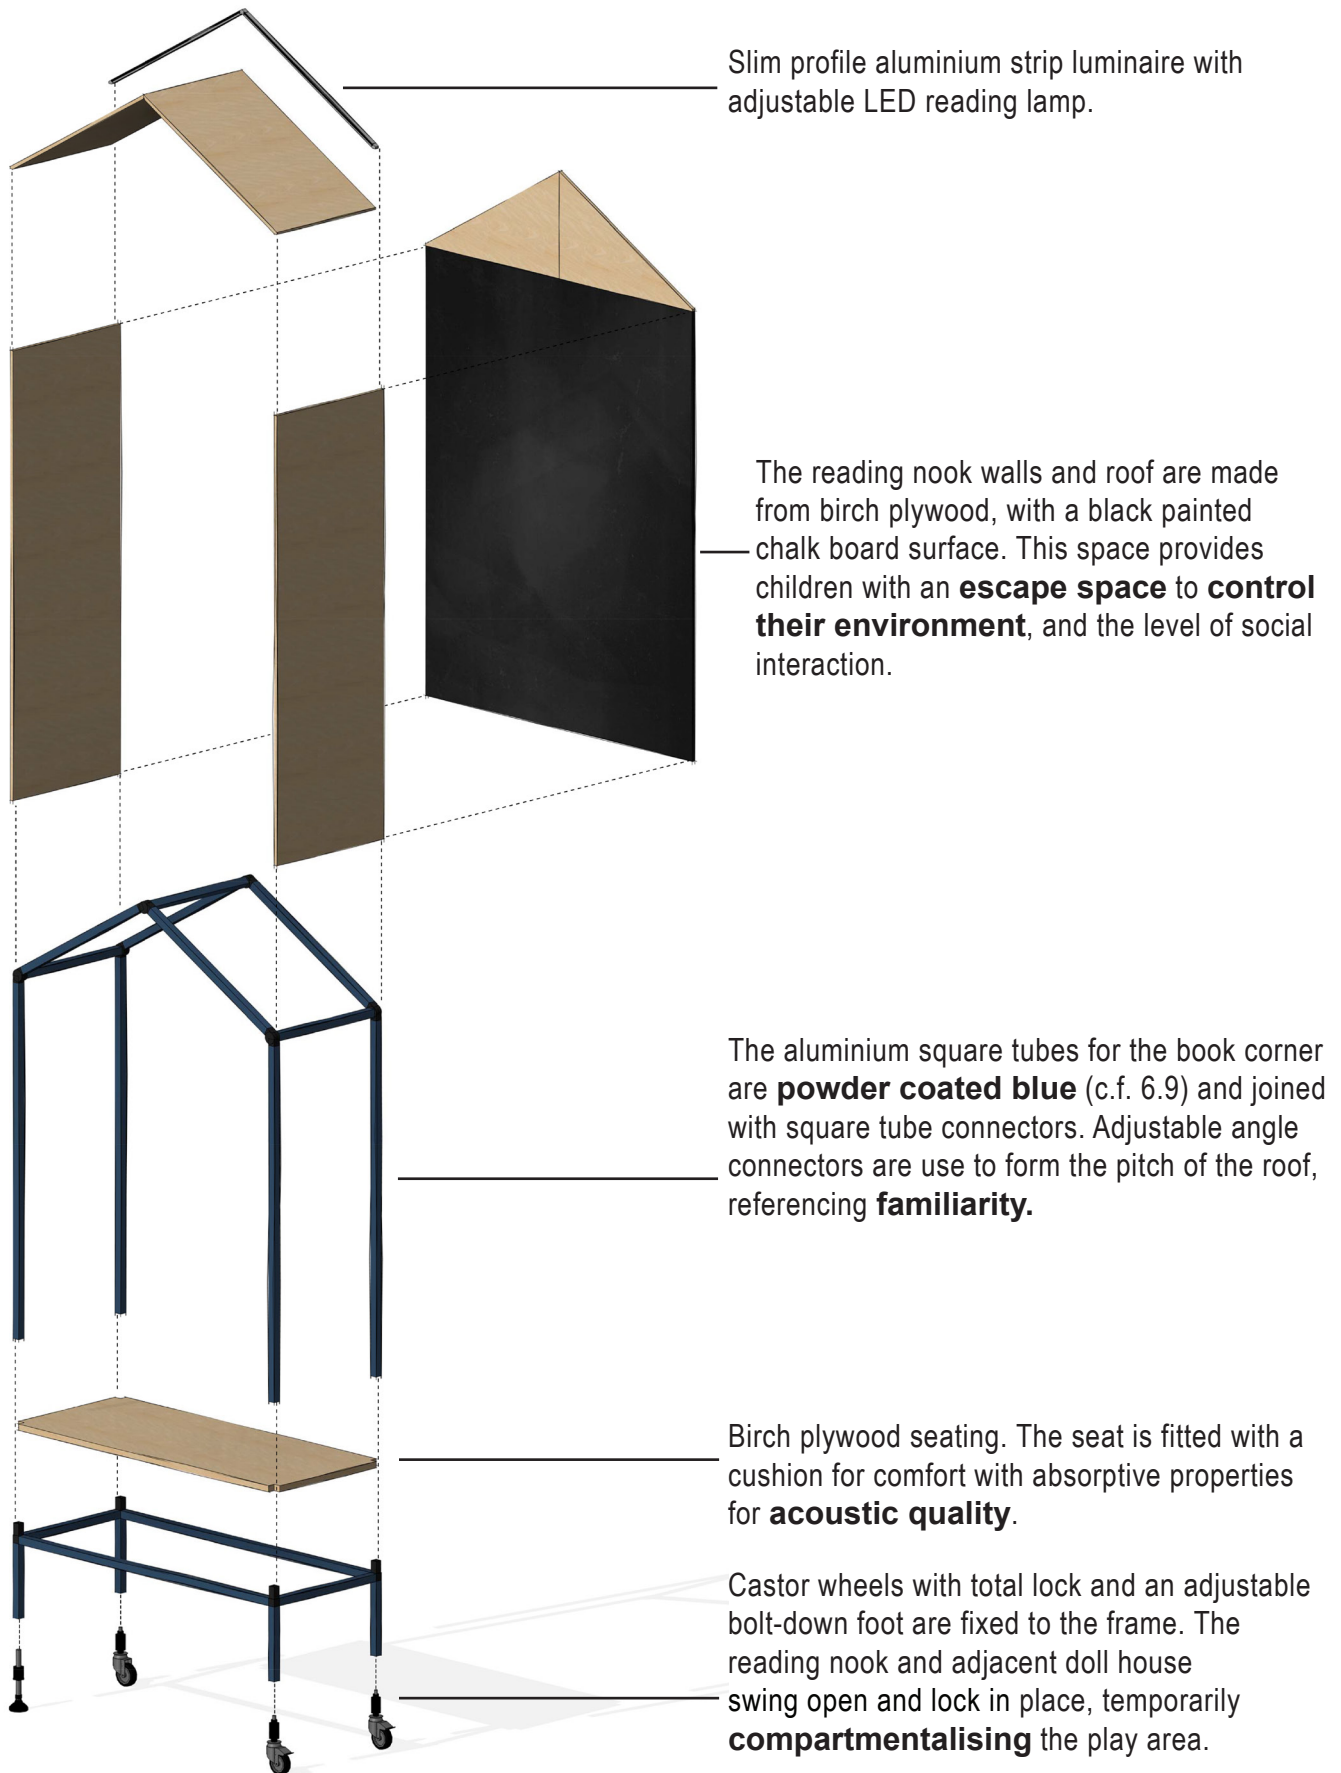 Slim profile aluminium strip luminaire with
adjustable LED reading lamp.
The reading nook walls and roof are made
from birch plywood, with a black painted
chalk board surface. This space provides
children with an escape space to control
their environment, and the level of social
interaction.
The aluminium square tubes for the book corner
are powder coated blue (c.f. 6.9) and joined
with square tube connectors. Adjustable angle
connectors are use to form the pitch of the roof,
referencing familiarity.
Birch plywood seating. The seat is fitted with a
cushion for comfort with absorptive properties
for acoustic quality.
Castor wheels with total lock and an adjustable
bolt-down foot are fixed to the frame. The
reading nook and adjacent doll house
swing open and lock in place, temporarily
compartmentalising the play area.